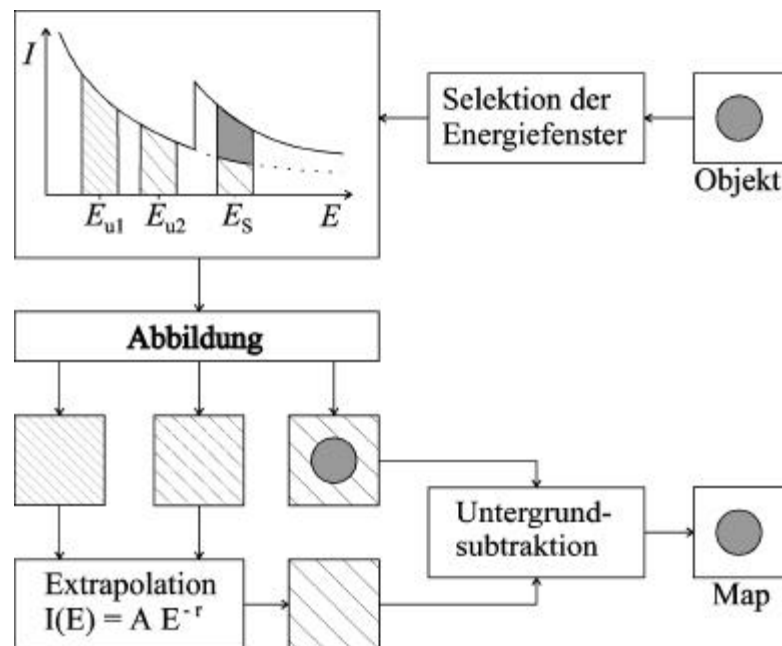 I
E_u1
E_u2
E_S
E
Selektion der
Energiefenster
Objekt
Abbildung
Extrapolation
I(E) = A E^-r
Untergrund-
subtraktion
Map